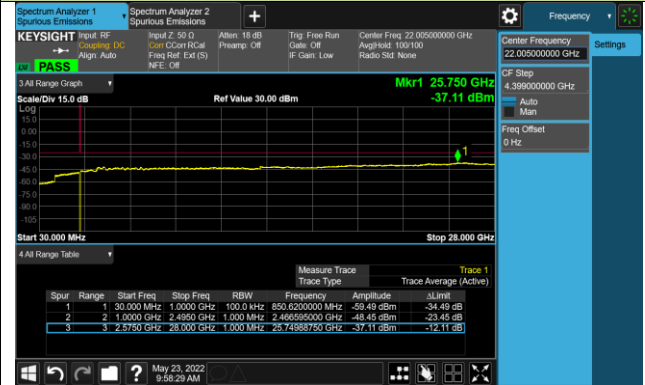 Spectrum Analyzer 1
Spurious Emissions
Spectrum Analyzer 2
Spurious Emissions
Frequency
KEYSIGHT
Input: RF
Coupling: DC
Align: Auto
Input Z: 50 Ω
Corr CCorr RCal
Freq Ref: Ext (S)
NFE: Off
Atten: 18 dB
Preamp: Off
Trig: Free Run
Gate: Off
IF Gain: Low
Center Freq: 22.005000000 GHz
Avg|Hold: 100/100
Radio Std: None
PASS
Center Frequency
22.005000000 GHz
Settings
CF Step
4.399000000 GHz
Auto
Man
Freq Offset
0 Hz
3 All Range Graph
Mkr1 25.750 GHz
Scale/Div 15.0 dB
Ref Value 30.00 dBm
-37.11 dBm
Log
15.0
0.00
-15.0
-30.0
-45.0
-60.0
-75.0
-90.0
-105
1
Start 30.000 MHz
Stop 28.000 GHz
4 All Range Table
Measure Trace Trace 1
Trace Type Trace Average (Active)
Spur Range Start Freq Stop Freq RBW Frequency Amplitude ΔLimit
1 1 30.000 MHz 1.0000 GHz 100.0 kHz 850.6200000 MHz -59.49 dBm -34.49 dB
2 2 1.0000 GHz 2.4950 GHz 1.000 MHz 2.466595000 GHz -48.45 dBm -23.45 dB
3 3 2.5750 GHz 28.000 GHz 1.000 MHz 25.74988750 GHz -37.11 dBm -12.11 dB
?
May 23, 2022
9:58:29 AM